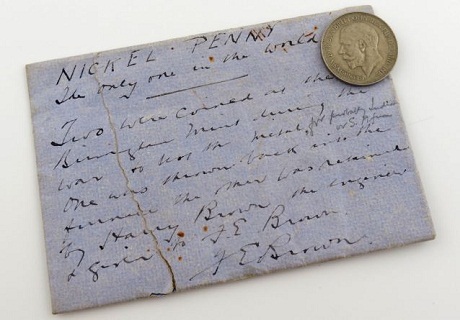 NICKEL · PENNY
The only one in the world
Two were coined at the
Birmington Mint during the
war to test the metal,
one was thrown back into the
furnace the other was retained
by Harry Brown the engineer
& given to J E Brown
J E Brown.